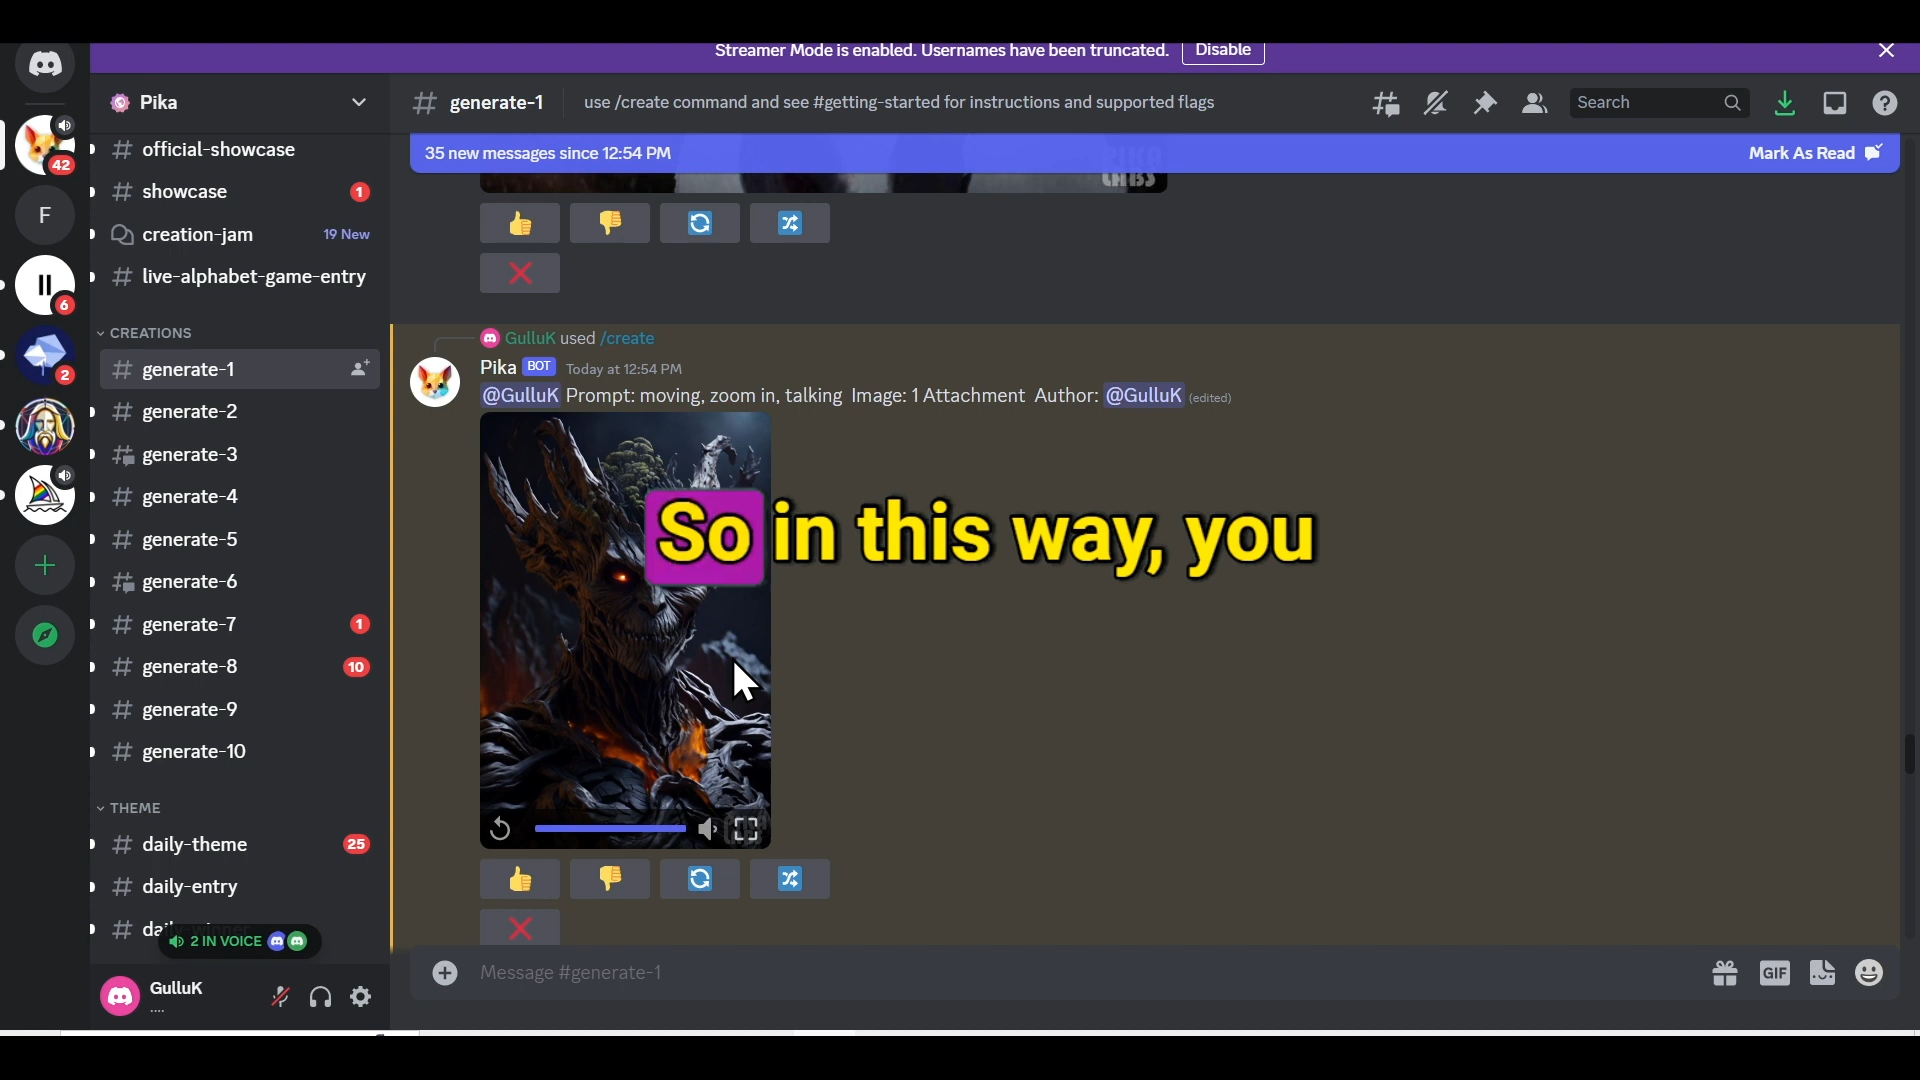 Streamer Mode is enabled. Usernames have been truncated. Disable
Pika
generate-1
use /create command and see #getting-started for instructions and supported flags
Search
42
F
6
2
official-showcase
showcase 1
creation-jam 19 New
live-alphabet-game-entry
CREATIONS
generate-1
generate-2
generate-3
generate-4
generate-5
generate-6
generate-7 1
generate-8 10
generate-9
generate-10
THEME
daily-theme 25
daily-entry
2 IN VOICE
GulluK
35 new messages since 12:54 PM Mark As Read
GulluK used /create
Pika BOT Today at 12:54 PM
@GulluK Prompt: moving, zoom in, talking Image: 1 Attachment Author: @GulluK (edited)
So in this way, you
Message #generate-1
GIF